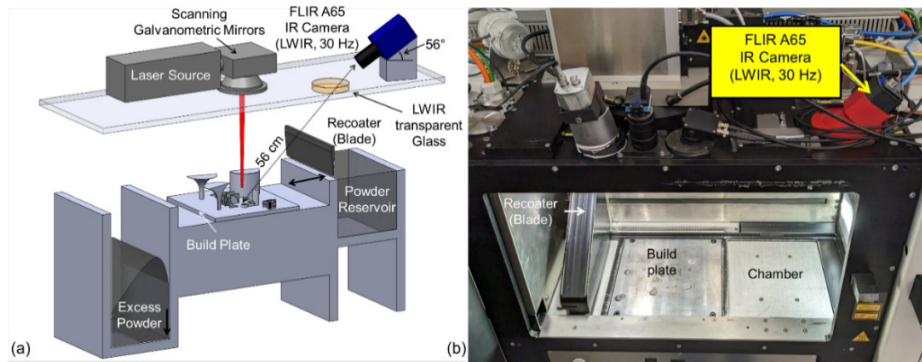 Scanning
Galvanometric Mirrors
FLIR A65
IR Camera
(LWIR, 30 Hz)
56°
Laser Source
LWIR
transparent
Glass
Recoater
(Blade)
56 cm
Powder
Reservoir
Build Plate
Excess
Powder
(a)
FLIR A65
IR Camera
(LWIR, 30 Hz)
Recoater
(Blade)
Build
plate
Chamber
(b)